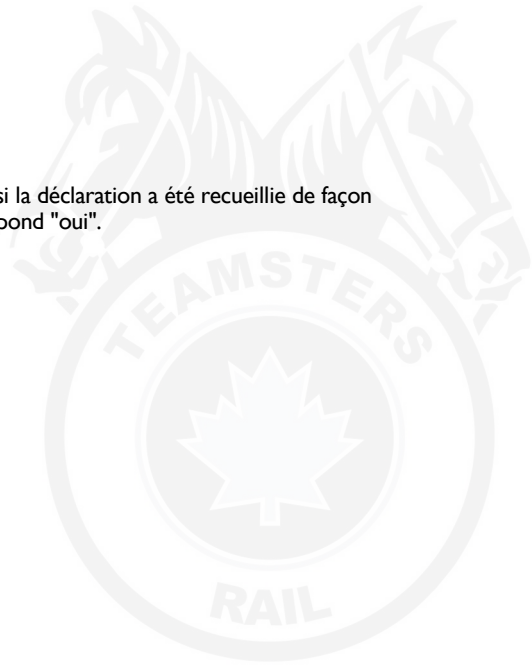 si la déclaration a été recueillie de façon
pond "oui".
TEAMSTERS
RAIL